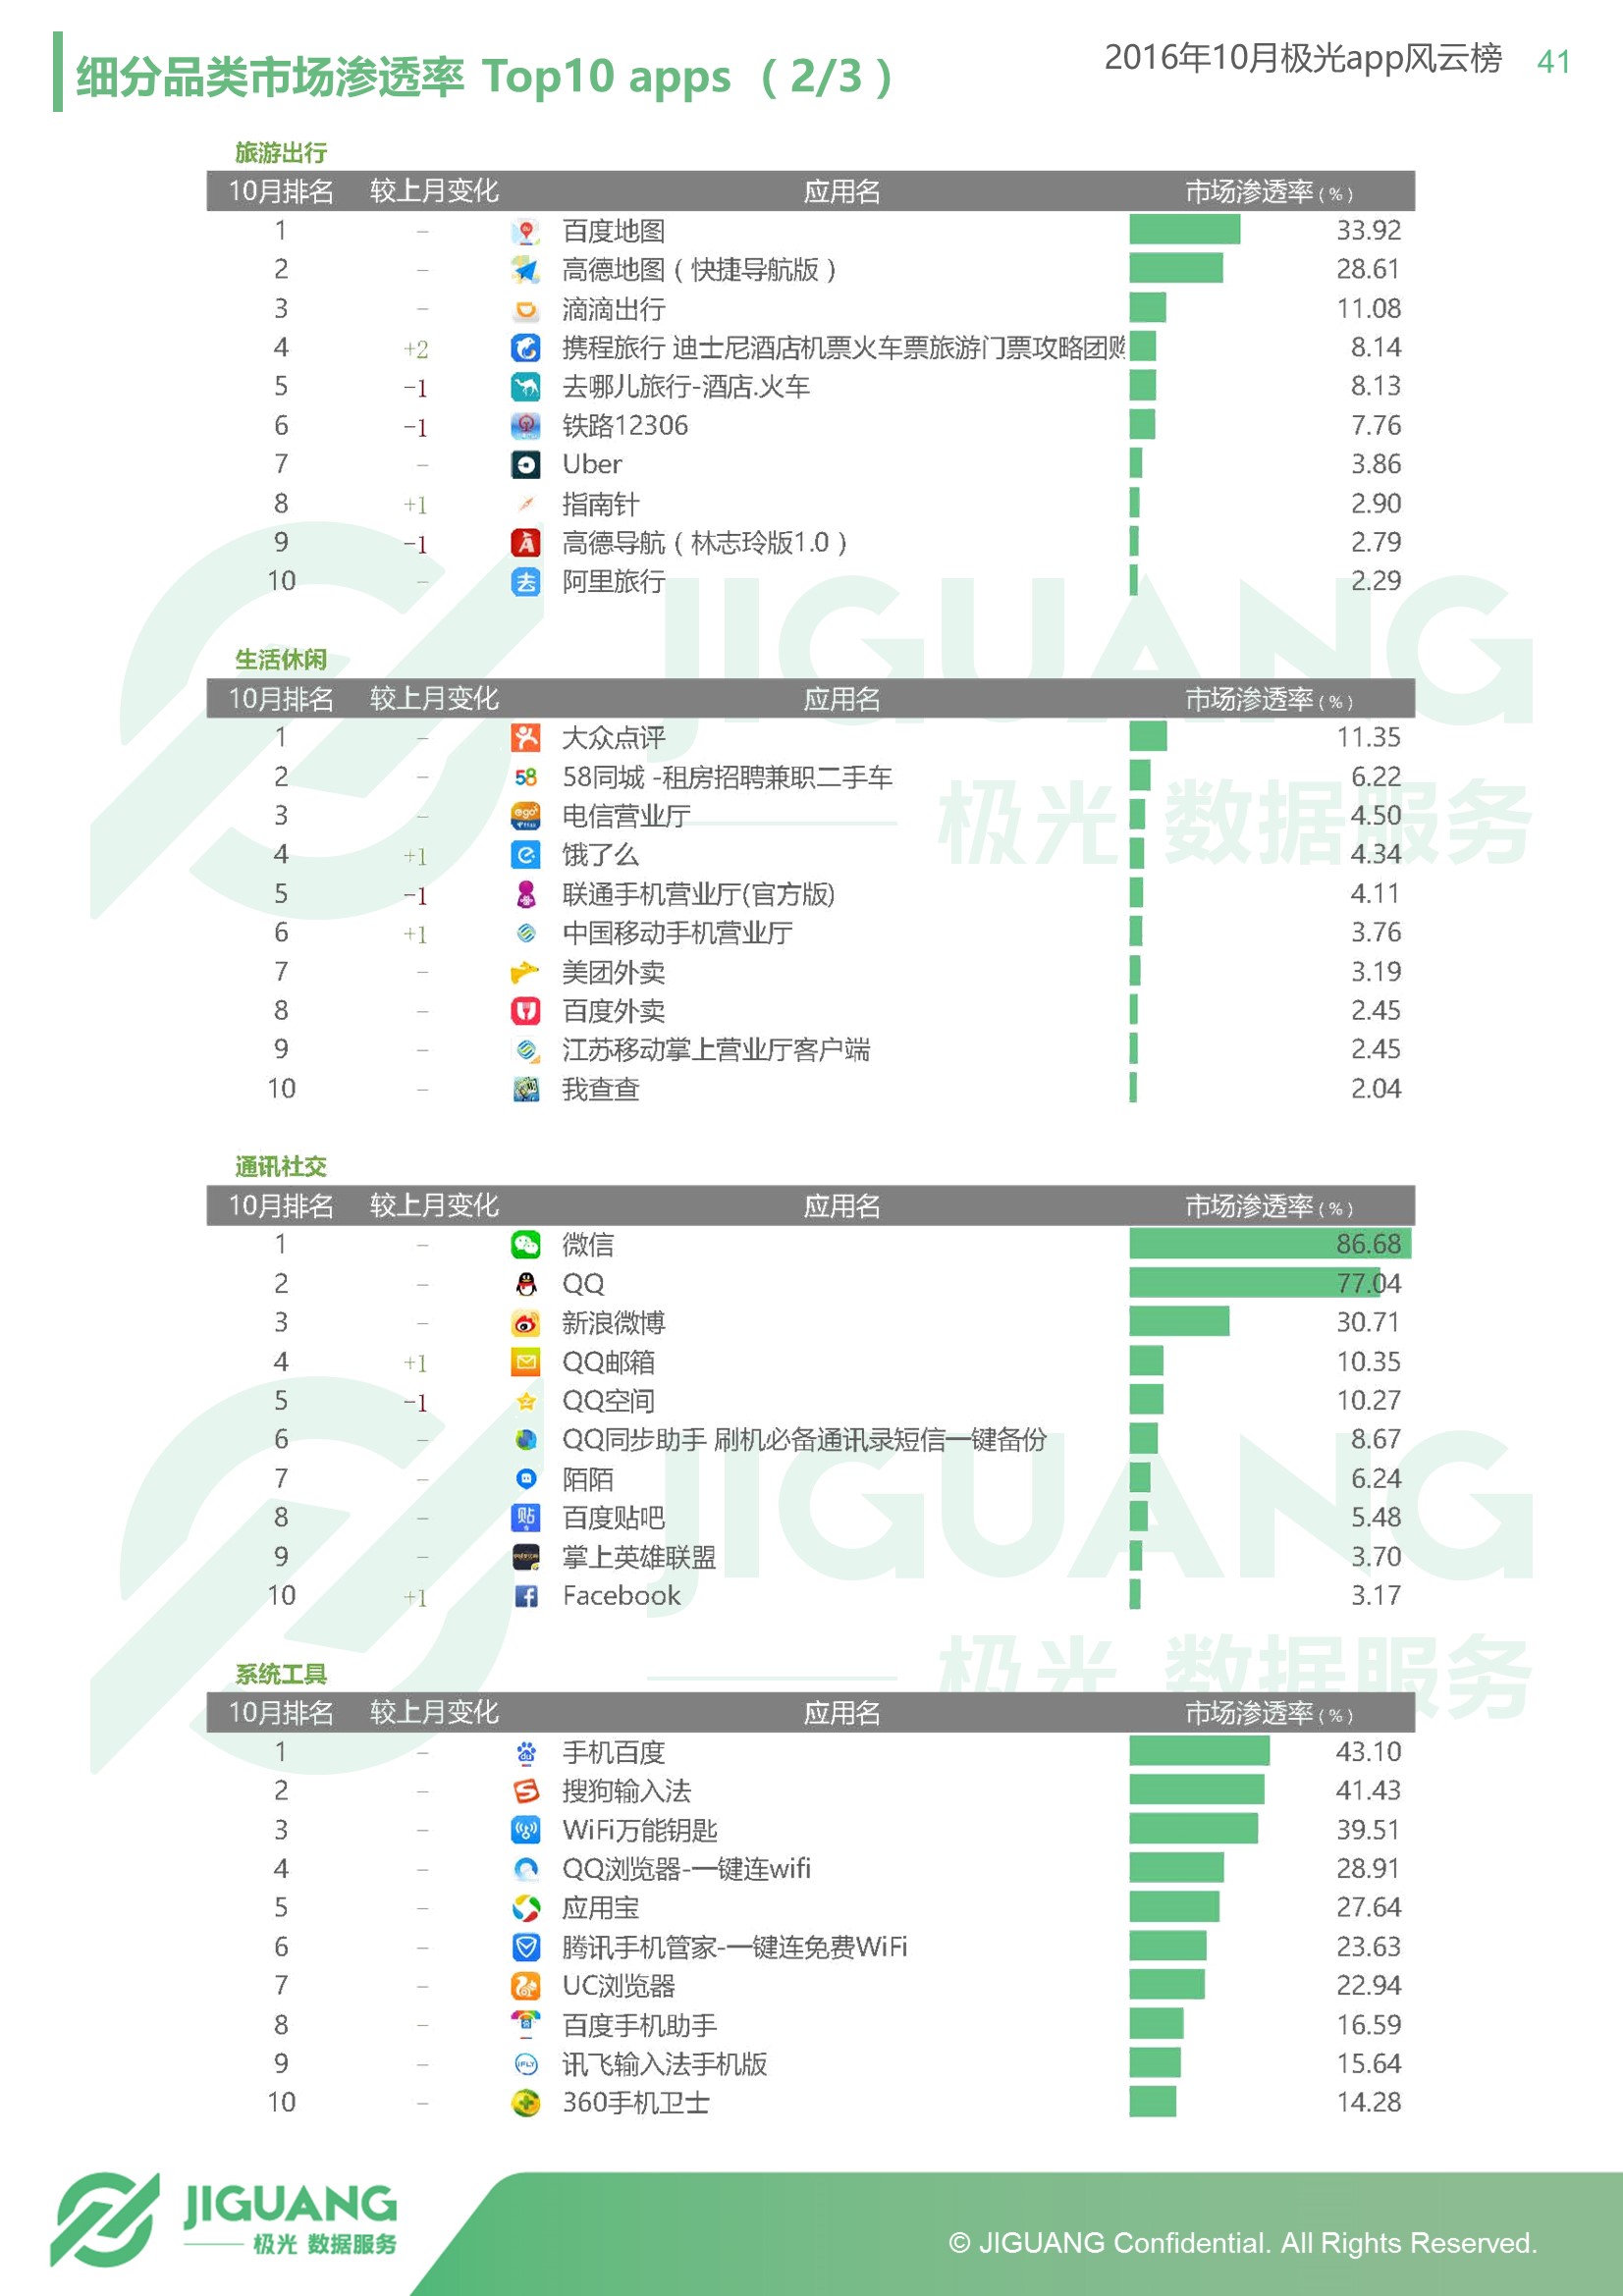 细分品类市场渗透率 Top10 apps （2/3）
2016年10月极光app风云榜 41
旅游出行
10月排名 较上月变化 应用名 市场渗透率（%）
1 – 百度地图 33.92
2 – 高德地图（快捷导航版） 28.61
3 – 滴滴出行 11.08
4 +2 携程旅行 迪士尼酒店机票火车票旅游门票攻略团购 8.14
5 -1 去哪儿旅行-酒店.火车 8.13
6 -1 铁路12306 7.76
7 – Uber 3.86
8 +1 指南针 2.90
9 -1 高德导航（林志玲版1.0） 2.79
10 – 阿里旅行 2.29
生活休闲
10月排名 较上月变化 应用名 市场渗透率（%）
1 – 大众点评 11.35
2 – 58同城 -租房招聘兼职二手车 6.22
3 – 电信营业厅 4.50
4 +1 饿了么 4.34
5 -1 联通手机营业厅(官方版) 4.11
6 +1 中国移动手机营业厅 3.76
7 – 美团外卖 3.19
8 – 百度外卖 2.45
9 – 江苏移动掌上营业厅客户端 2.45
10 – 我查查 2.04
通讯社交
10月排名 较上月变化 应用名 市场渗透率（%）
1 – 微信 86.68
2 – QQ 77.04
3 – 新浪微博 30.71
4 +1 QQ邮箱 10.35
5 -1 QQ空间 10.27
6 – QQ同步助手 刷机必备通讯录短信一键备份 8.67
7 – 陌陌 6.24
8 – 百度贴吧 5.48
9 – 掌上英雄联盟 3.70
10 +1 Facebook 3.17
系统工具
10月排名 较上月变化 应用名 市场渗透率（%）
1 – 手机百度 43.10
2 – 搜狗输入法 41.43
3 – WiFi万能钥匙 39.51
4 – QQ浏览器-一键连wifi 28.91
5 – 应用宝 27.64
6 – 腾讯手机管家-一键连免费WiFi 23.63
7 – UC浏览器 22.94
8 – 百度手机助手 16.59
9 – 讯飞输入法手机版 15.64
10 – 360手机卫士 14.28
JIGUANG
极光 数据服务
JIGUANG
极光 数据服务
JIGUANG
极光 数据服务
© JIGUANG Confidential. All Rights Reserved.